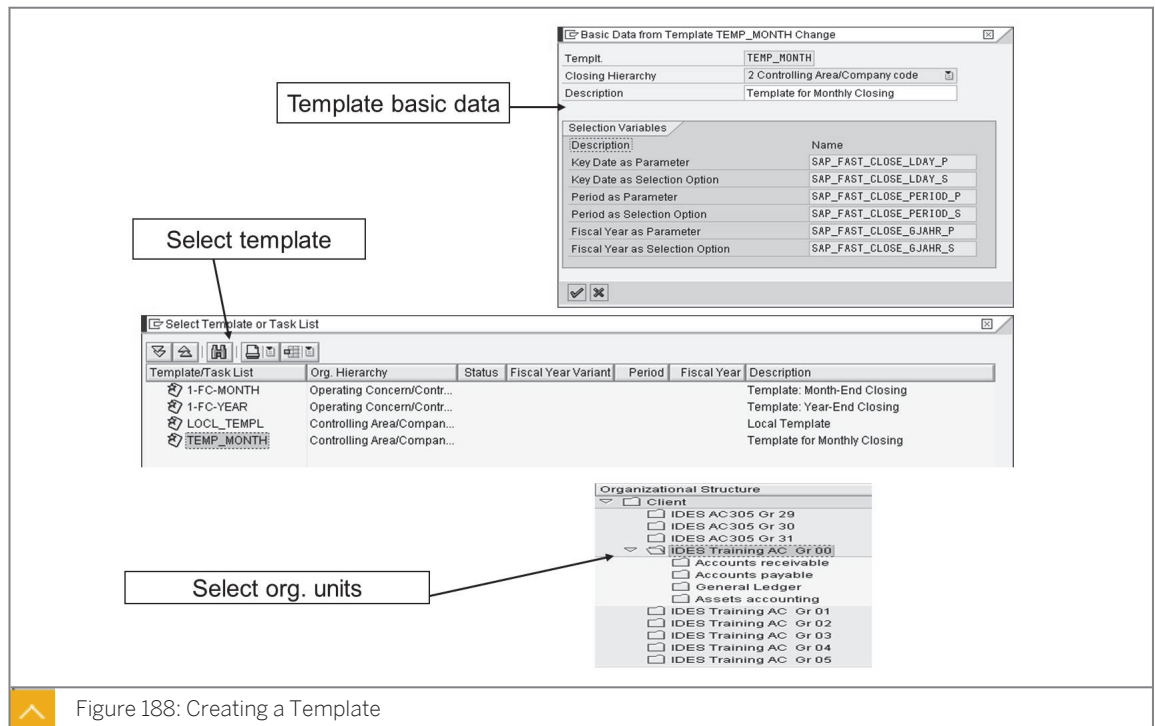 Basic Data from Template TEMP_MONTH Change
Templt. TEMP_MONTH
Closing Hierarchy 2 Controlling Area/Company code
Description Template for Monthly Closing
Template basic data
Selection Variables
Description Name
Key Date as Parameter SAP_FAST_CLOSE_LDAY_P
Key Date as Selection Option SAP_FAST_CLOSE_LDAY_S
Period as Parameter SAP_FAST_CLOSE_PERIOD_P
Period as Selection Option SAP_FAST_CLOSE_PERIOD_S
Fiscal Year as Parameter SAP_FAST_CLOSE_GJAHR_P
Fiscal Year as Selection Option SAP_FAST_CLOSE_GJAHR_S
Select template
Select Template or Task List
Template/Task List Org. Hierarchy Status Fiscal Year Variant Period Fiscal Year Description
1-FC-MONTH Operating Concern/Contr... Template: Month-End Closing
1-FC-YEAR Operating Concern/Contr... Template: Year-End Closing
LOCL_TEMPL Controlling Area/Compan... Local Template
TEMP_MONTH Controlling Area/Compan... Template for Monthly Closing
Organizational Structure
Client
IDES AC305 Gr 29
IDES AC305 Gr 30
IDES AC305 Gr 31
IDES Training AC Gr 00
Accounts receivable
Accounts payable
General Ledger
Assets accounting
IDES Training AC Gr 01
IDES Training AC Gr 02
IDES Training AC Gr 03
IDES Training AC Gr 04
IDES Training AC Gr 05
Select org. units
Figure 188: Creating a Template